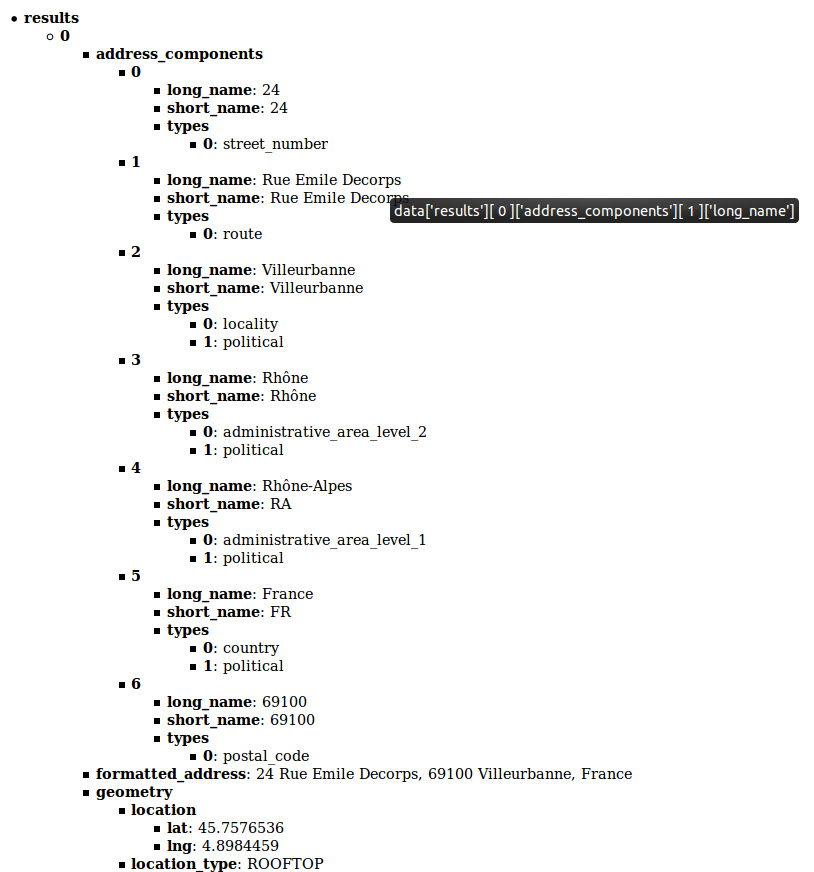 results
0
address_components
0
long_name: 24
short_name: 24
types
0: street_number
1
long_name: Rue Emile Decorps
short_name: Rue Emile Decorps
data['results'][ 0 ]['address_components'][ 1 ]['long_name']
types
0: route
2
long_name: Villeurbanne
short_name: Villeurbanne
types
0: locality
1: political
3
long_name: Rhône
short_name: Rhône
types
0: administrative_area_level_2
1: political
4
long_name: Rhône-Alpes
short_name: RA
types
0: administrative_area_level_1
1: political
5
long_name: France
short_name: FR
types
0: country
1: political
6
long_name: 69100
short_name: 69100
types
0: postal_code
formatted_address: 24 Rue Emile Decorps, 69100 Villeurbanne, France
geometry
location
lat: 45.7576536
lng: 4.8984459
location_type: ROOFTOP